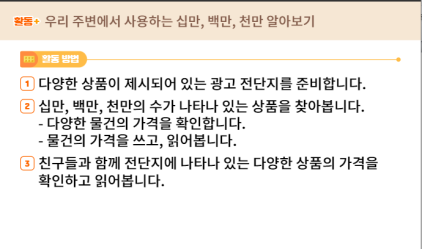 활동+ 우리 주변에서 사용하는 십만, 백만, 천만 알아보기
활동 방법
1 다양한 상품이 제시되어 있는 광고 전단지를 준비합니다.
2 십만, 백만, 천만의 수가 나타나 있는 상품을 찾아봅니다.
- 다양한 물건의 가격을 확인합니다.
- 물건의 가격을 쓰고, 읽어봅니다.
3 친구들과 함께 전단지에 나타나 있는 다양한 상품의 가격을
확인하고 읽어봅니다.